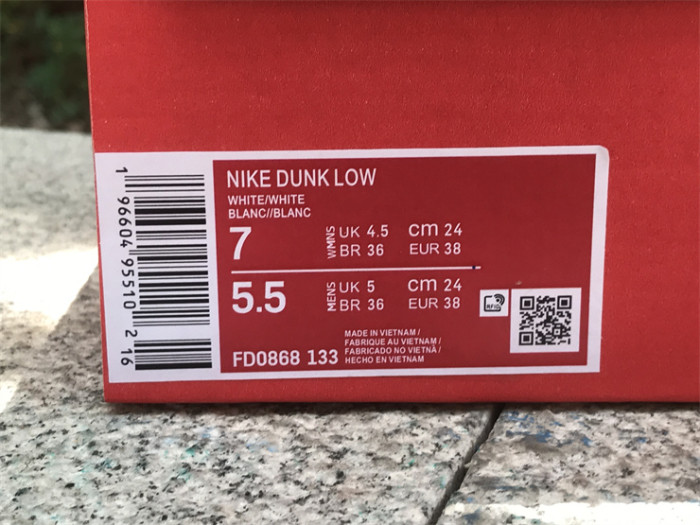 1 96604 95510 2 16
NIKE DUNK LOW
WHITE/WHITE
BLANC//BLANC
7 WMNS UK 4.5 cm 24
BR 36 EUR 38
5.5 MENS UK 5 cm 24
BR 36 EUR 38
RFID
MADE IN VIETNAM /
FABRIQUE AU VIETNAM /
FABRICADO NO VIETNÃ /
HECHO EN VIETNAM
FD0868 133